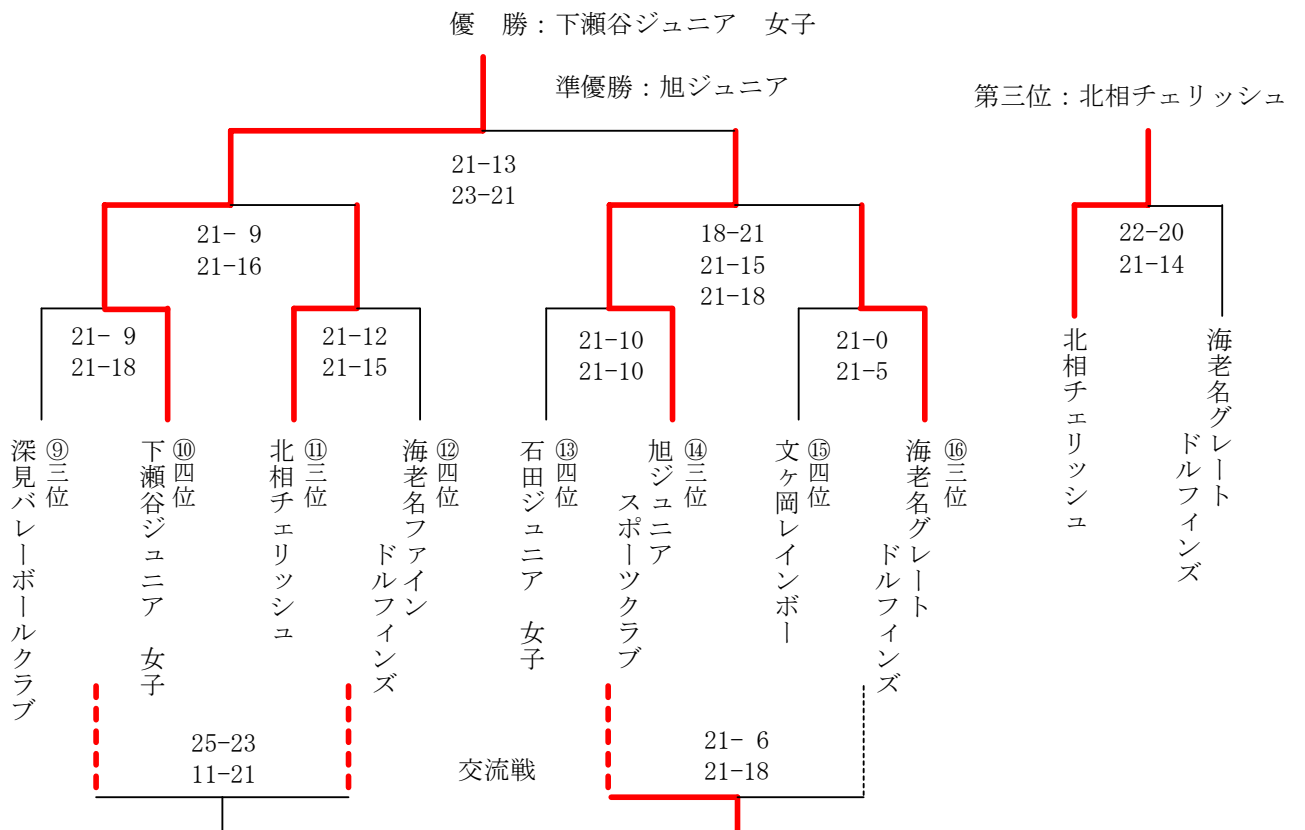 優　勝：下瀬谷ジュニア　女子
準優勝：旭ジュニア
第三位：北相チェリッシュ
21-13
23-21
21- 9
21-16
18-21
21-15
21-18
22-20
21-14
21- 9
21-18
21-12
21-15
21-10
21-10
21-0
21-5
北相チェリッシュ
海老名グレート
ドルフィンズ
⑨三位
深見バレーボールクラブ
⑩四位
下瀬谷ジュニア　女子
⑪三位
北相チェリッシュ
⑫四位
海老名ファイン
ドルフィンズ
⑬四位
石田ジュニア　女子
⑭三位
旭ジュニア
スポーツクラブ
⑮四位
文ヶ岡レインボー
⑯三位
海老名グレート
ドルフィンズ
25-23
11-21
交流戦
21- 6
21-18